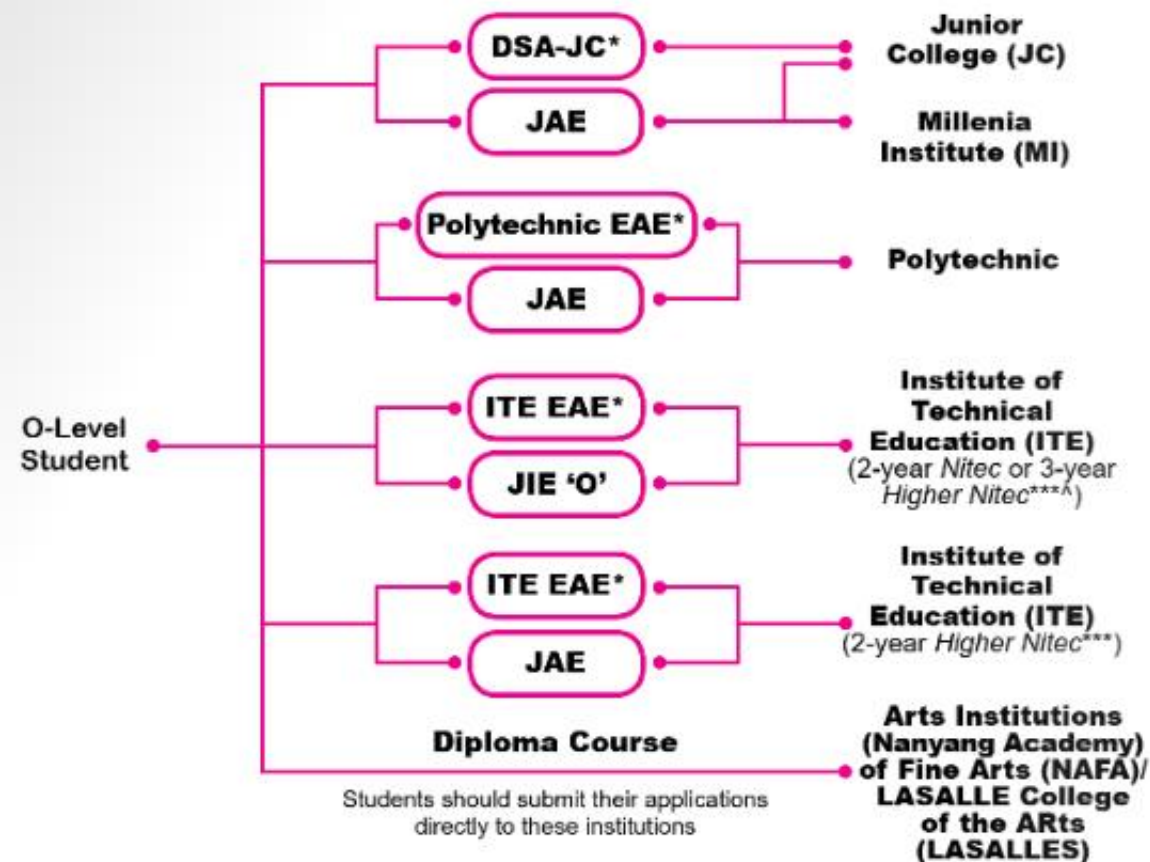 DSA-JC*
Junior
College (JC)
JAE
Millenia
Institute (MI)
Polytechnic EAE*
Polytechnic
JAE
O-Level
Student
ITE EAE*
JIE ‘O’
Institute of
Technical
Education (ITE)
(2-year Nitec or 3-year
Higher Nitec***^)
ITE EAE*
JAE
Institute of
Technical
Education (ITE)
(2-year Higher Nitec***)
Diploma Course
Students should submit their applications
directly to these institutions
Arts Institutions
(Nanyang Academy)
of Fine Arts (NAFA)/
LASALLE College
of the ARts
(LASALLES)